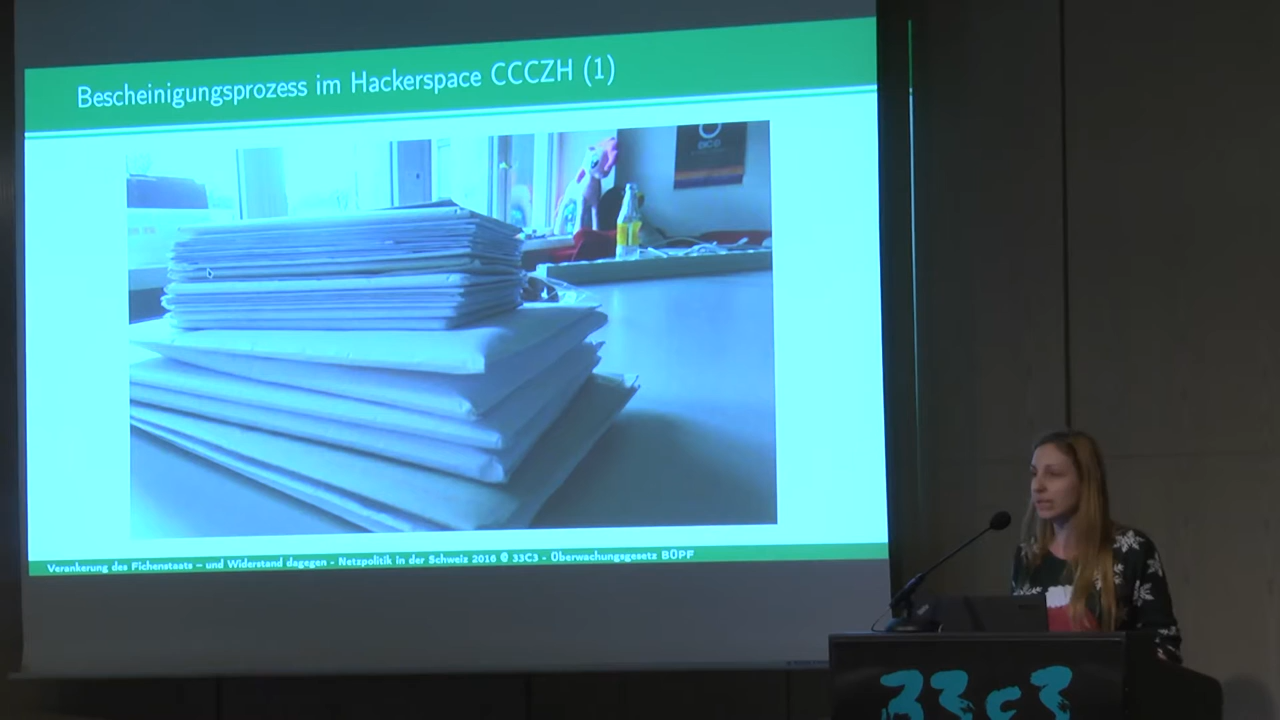 Bescheinigungsprozess im Hackerspace CCCZH (1)
Verankerung des Fichenstaats – und Widerstand dagegen - Netzpolitik in der Schweiz 2016 @ 33C3 - Überwachungsgesetz BÜPF
33c3